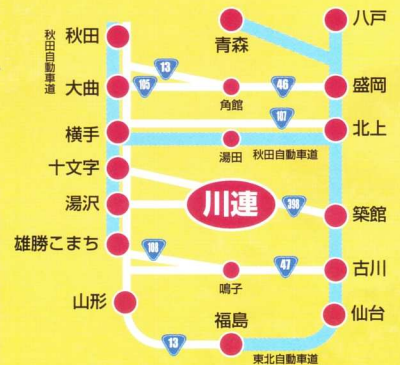 青森
八戸
秋田
秋田自動車道
13
大曲
105
角館
46
盛岡
107
横手
湯田
秋田自動車道
北上
十文字
湯沢
川連
398
築館
雄勝こまち
108
鳴子
47
古川
山形
13
福島
仙台
東北自動車道